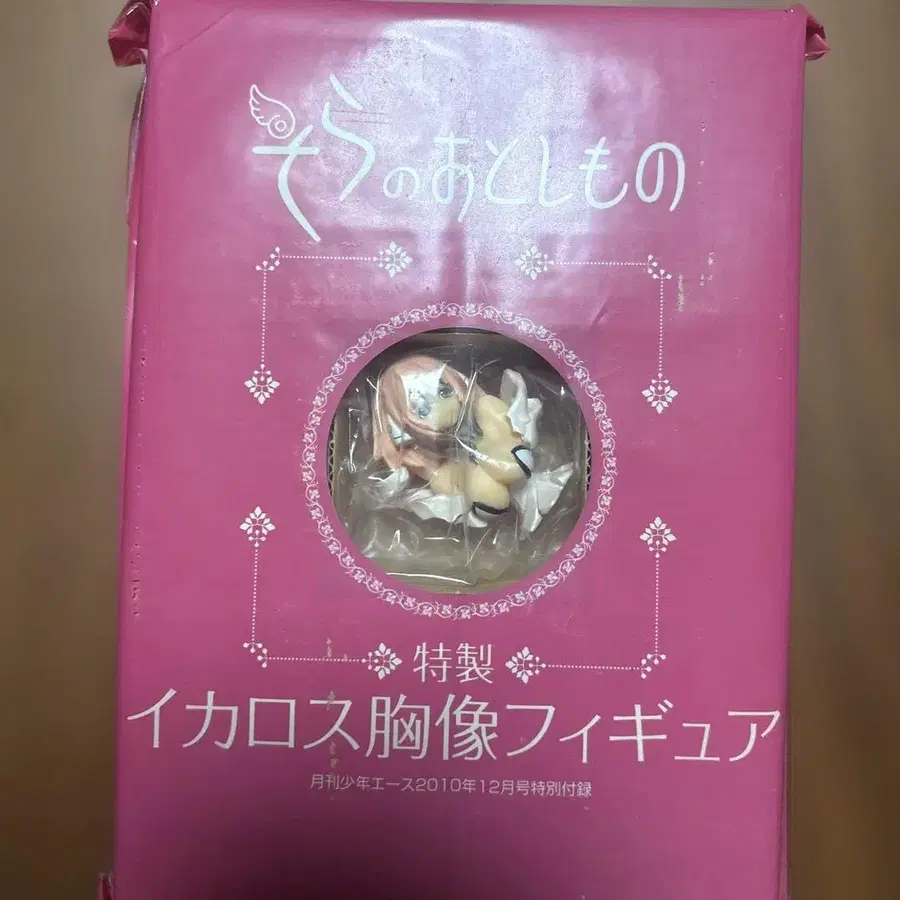 そらのあとしもの
特製
イカロス胸像フィギュア
月刊少年エース2010年12月号特別付録